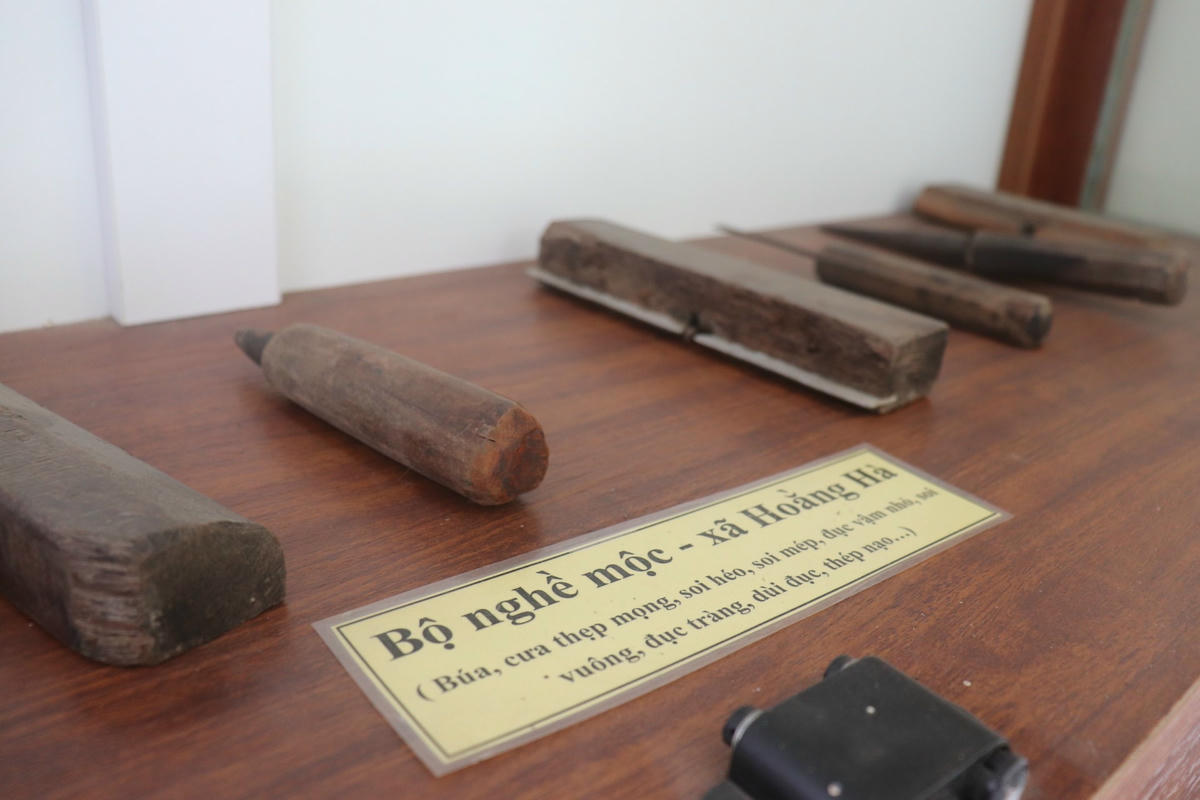 Bộ nghề mộc - xã Hoằng Hà
( Búa, cưa thẹp mọng, soi héo, soi mép, đục vậm nhỏ, soi
vuông, đục tràng, dùi đục, thép nạo...)